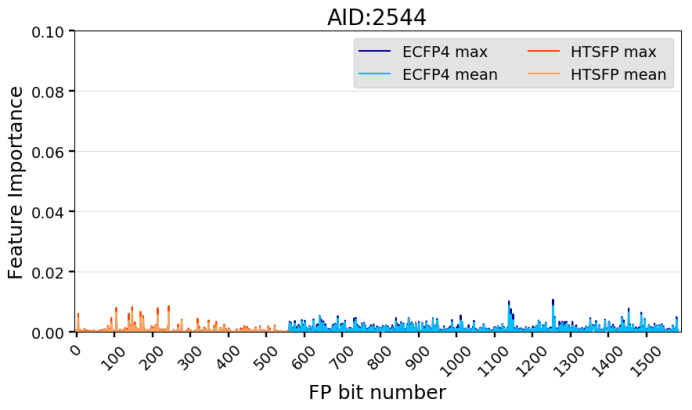 AID:2544
0.10
0.08
0.06
0.04
0.02
0.00
Feature Importance
ECFP4 max
ECFP4 mean
HTSFP max
HTSFP mean
0 100 200 300 400 500 600 700 800 900 1000 1100 1200 1300 1400 1500
FP bit number